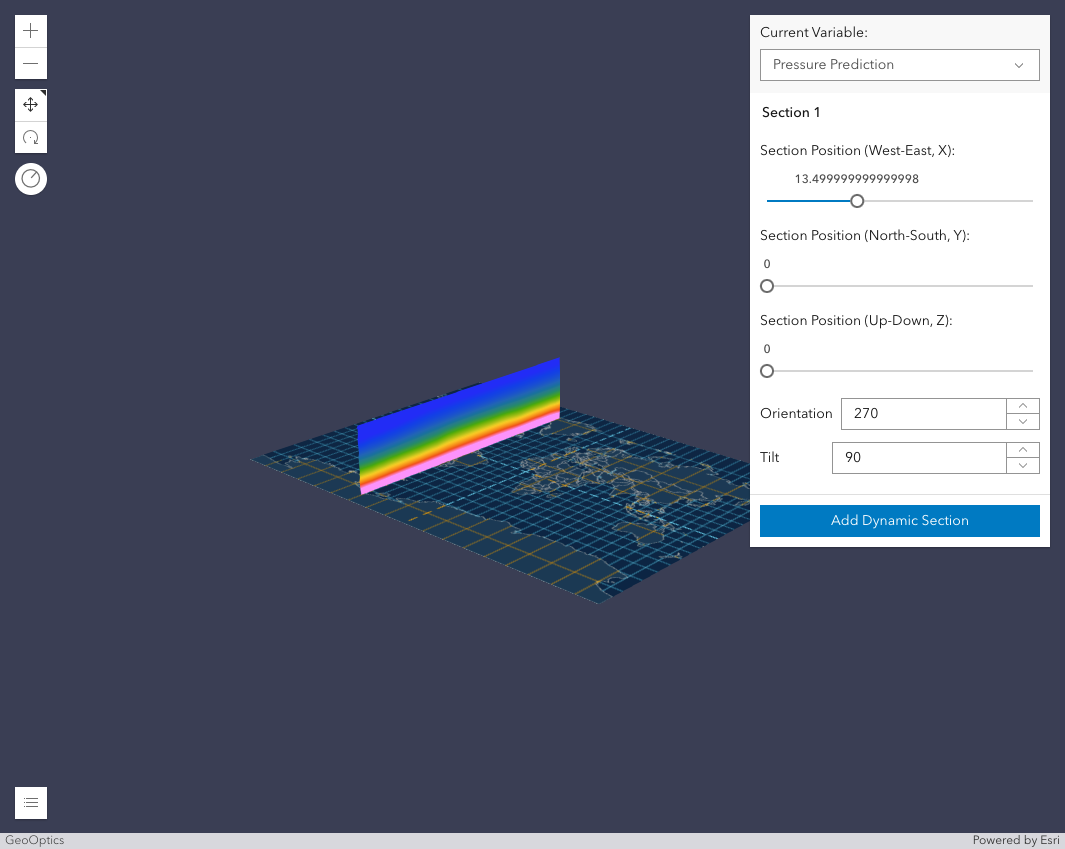 Current Variable:
Pressure Prediction
Section 1
Section Position (West-East, X):
13.499999999999998
Section Position (North-South, Y):
0
Section Position (Up-Down, Z):
0
Orientation 270
Tilt 90
Add Dynamic Section
GeoOptics Powered by Esri